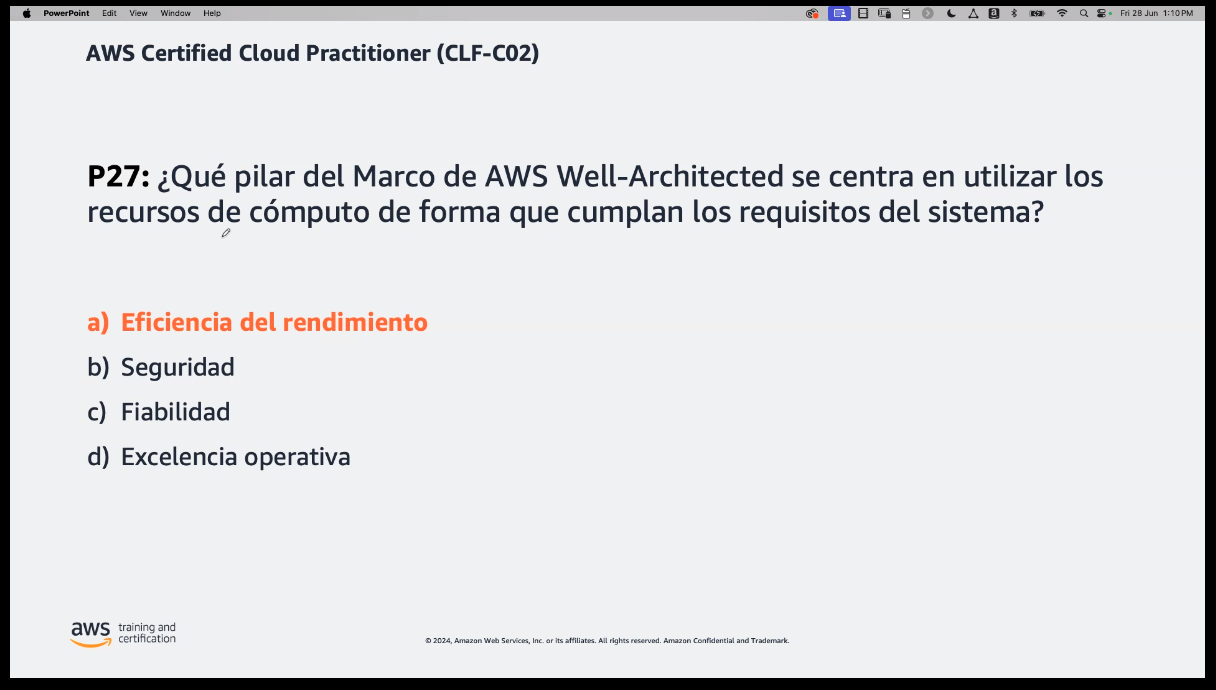 PowerPoint Edit View Window Help Fri 28 Jun 1:10 PM
AWS Certified Cloud Practitioner (CLF-C02)
P27: ¿Qué pilar del Marco de AWS Well-Architected se centra en utilizar los
recursos de cómputo de forma que cumplan los requisitos del sistema?
a) Eficiencia del rendimiento
b) Seguridad
c) Fiabilidad
d) Excelencia operativa
aws training and
certification
© 2024, Amazon Web Services, Inc. or its affiliates. All rights reserved. Amazon Confidential and Trademark.